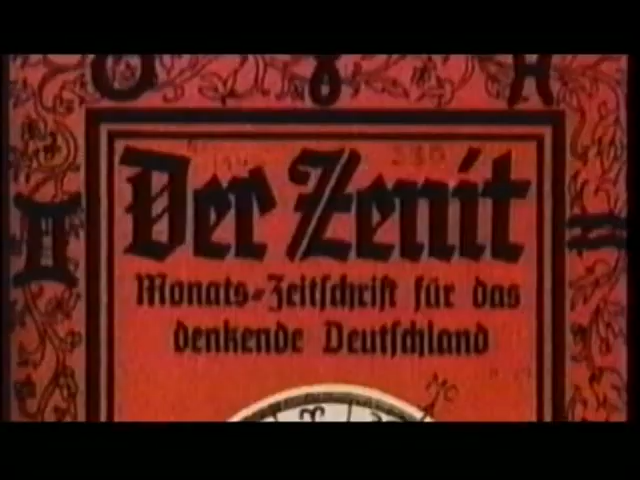 Der Zenit
Monats-Zeitschrift für das
denkende Deutschland